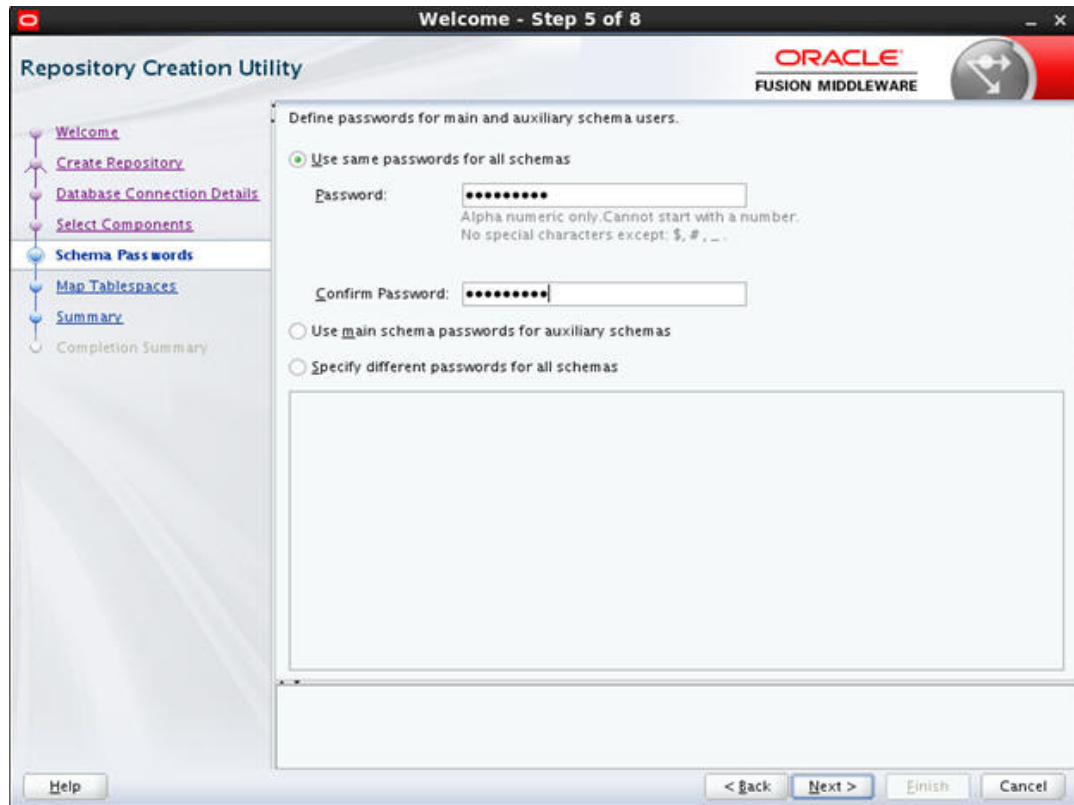 Welcome - Step 5 of 8
Repository Creation Utility
ORACLE
FUSION MIDDLEWARE
Welcome
Create Repository
Database Connection Details
Select Components
Schema Passwords
Map Tablespaces
Summary
Completion Summary
Define passwords for main and auxiliary schema users.
Use same passwords for all schemas
Password: •••••••••
Alpha numeric only.Cannot start with a number.
No special characters except: $, #, _ .
Confirm Password: •••••••••
Use main schema passwords for auxiliary schemas
Specify different passwords for all schemas
Help
< Back
Next >
Finish
Cancel